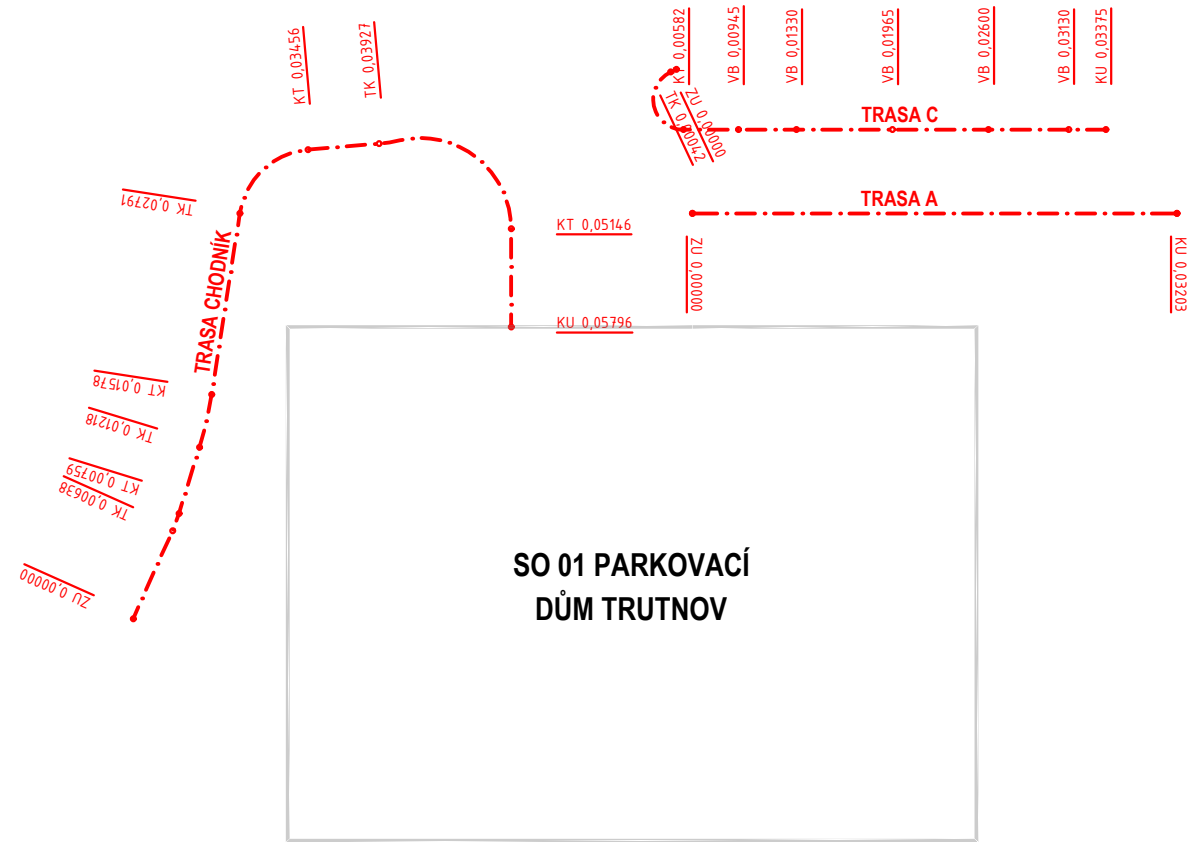 KT 0,03456
TK 0,03927
KT 0,00582
VB 0,00945
VB 0,01330
VB 0,01965
VB 0,02600
VB 0,03130
KU 0,03375
ZU 0,00000
TK 0,00042
TRASA C
TRASA A
ZU 0,00000
KU 0,03203
TK 0,02791
TRASA CHODNÍK
KT 0,05146
KU 0,05796
KT 0,01578
TK 0,01218
KT 0,00759
TK 0,00638
ZU 0,00000
SO 01 PARKOVACÍ
DŮM TRUTNOV